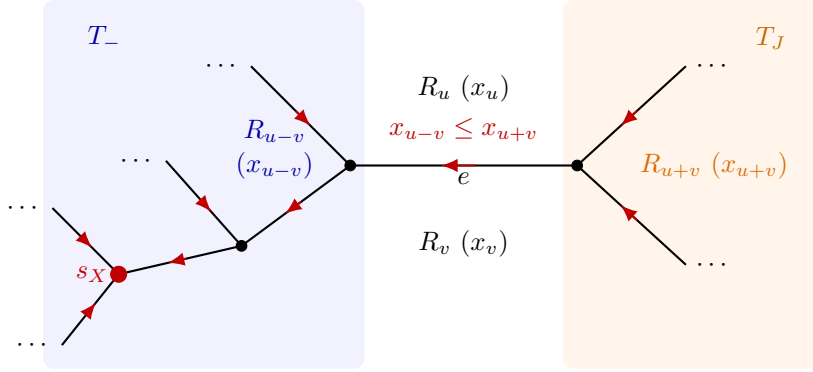 T_−
T_J
···
···
R_u (x_u)
x_{u−v} ≤ x_{u+v}
R_{u−v}
(x_{u−v})
···
R_{u+v} (x_{u+v})
e
···
R_v (x_v)
s_X
···
···